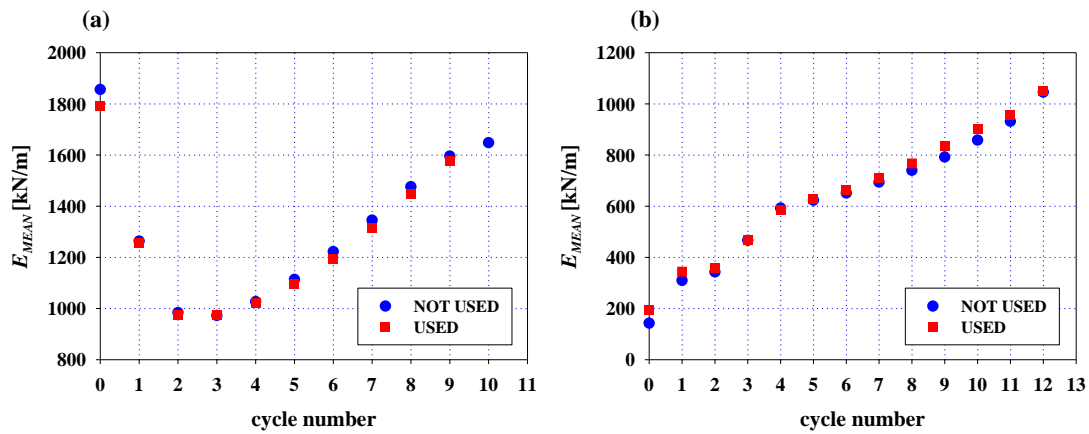 (a)
2000
1800
1600
1400
1200
1000
800
E_MEAN [kN/m]
0 1 2 3 4 5 6 7 8 9 10 11
cycle number
NOT USED
USED
(b)
1200
1000
800
600
400
200
0
E_MEAN [kN/m]
0 1 2 3 4 5 6 7 8 9 10 11 12 13
cycle number
NOT USED
USED